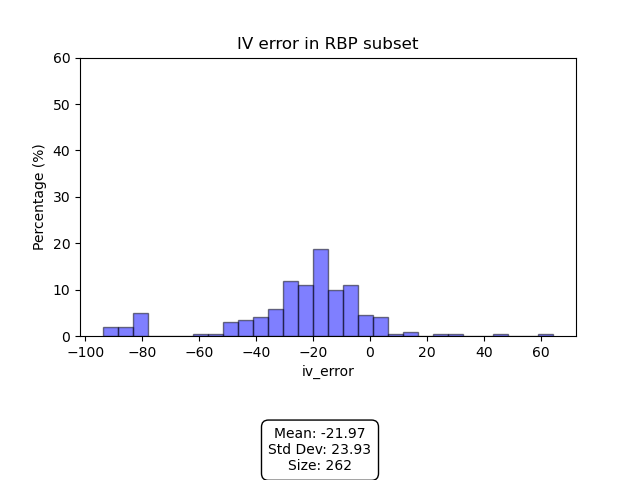 IV error in RBP subset
60
50
40
30
20
10
0
Percentage (%)
−100 −80 −60 −40 −20 0 20 40 60
iv_error
Mean: -21.97
Std Dev: 23.93
Size: 262